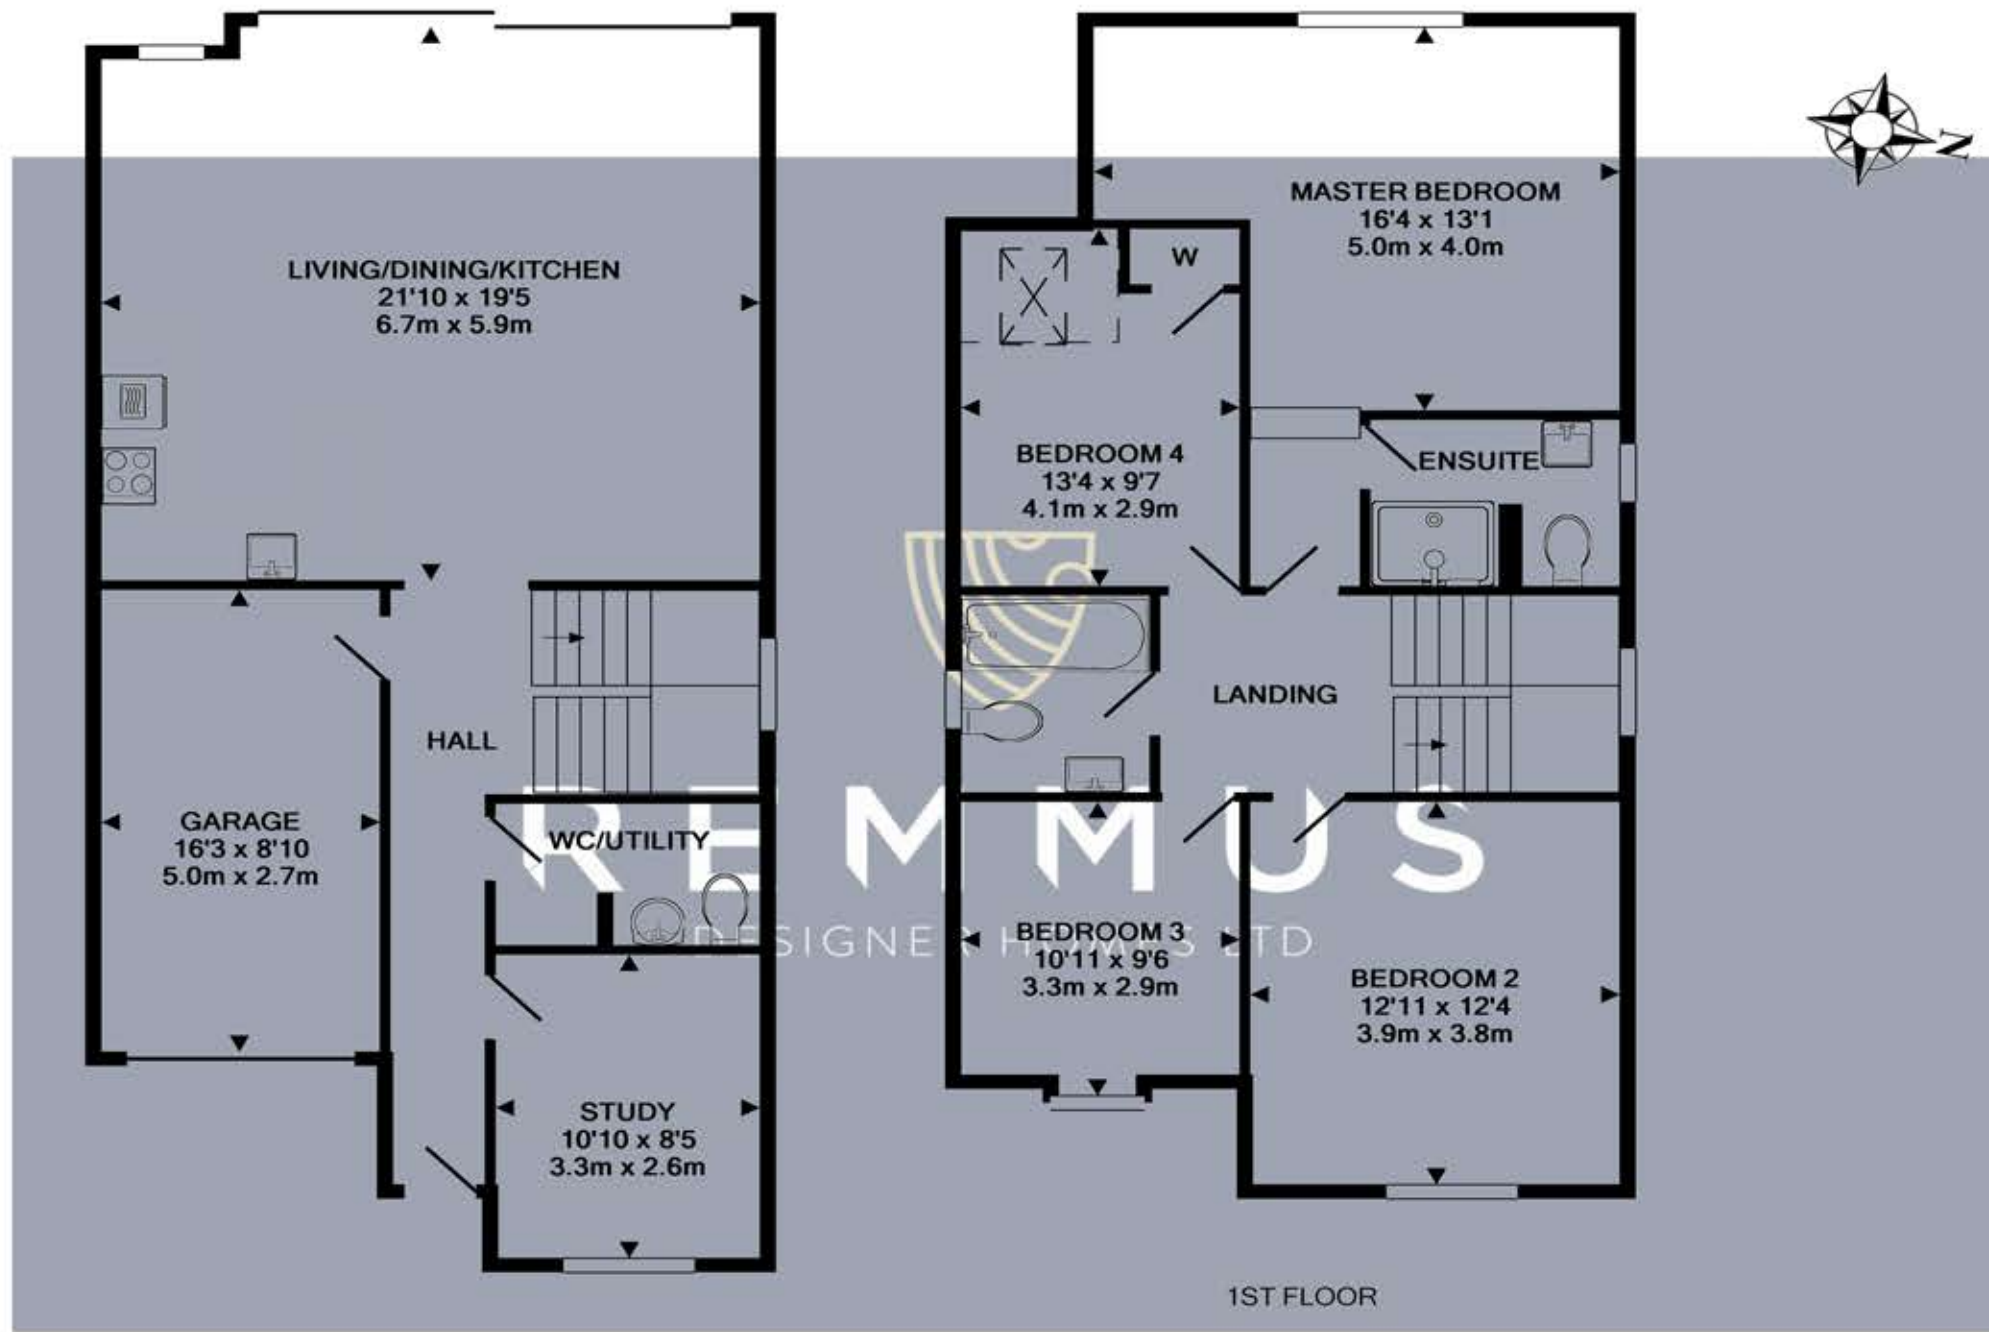 LIVING/DINING/KITCHEN
21'10 x 19'5
6.7m x 5.9m
HALL
GARAGE
16'3 x 8'10
5.0m x 2.7m
WC/UTILITY
STUDY
10'10 x 8'5
3.3m x 2.6m
N
MASTER BEDROOM
16'4 x 13'1
5.0m x 4.0m
W
BEDROOM 4
13'4 x 9'7
4.1m x 2.9m
ENSUITE
LANDING
BEDROOM 3
10'11 x 9'6
3.3m x 2.9m
BEDROOM 2
12'11 x 12'4
3.9m x 3.8m
REMMUS
DESIGNER HOMES LTD
1ST FLOOR